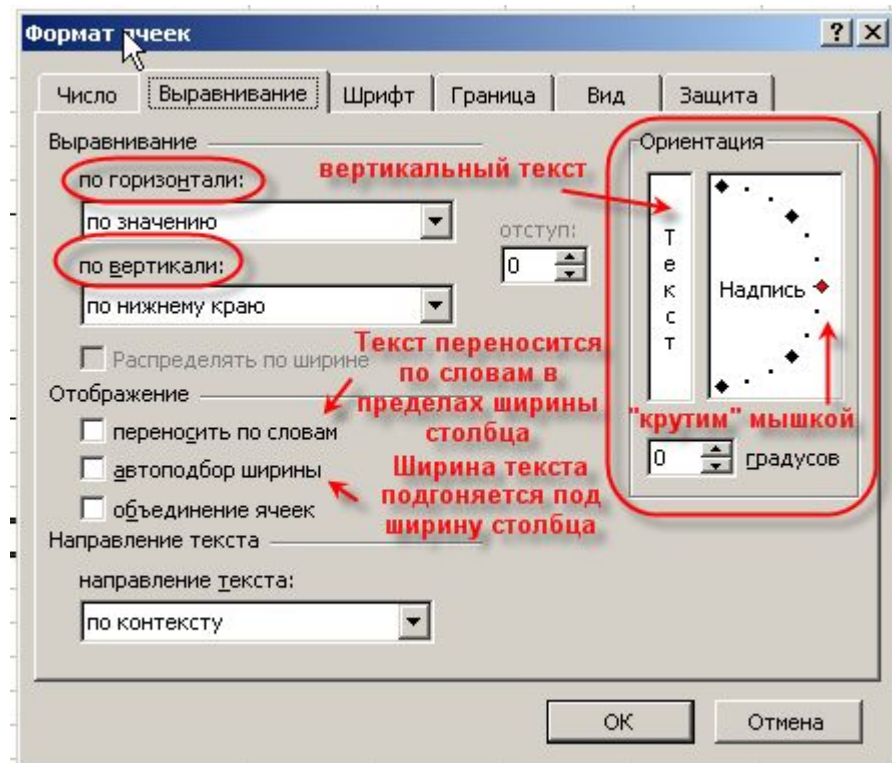 Формат ячеек
Число Выравнивание Шрифт Граница Вид Защита
Выравнивание
по горизонтали:
по значению
отступ:
0
по вертикали:
по нижнему краю
Распределять по ширине
Отображение
переносить по словам
автоподбор ширины
объединение ячеек
Направление текста
направление текста:
по контексту
вертикальный текст
Текст переносится
по словам в
пределах ширины
столбца
Ширина текста
подгоняется под
ширину столбца
Ориентация
Текст
Надпись
"крутим" мышкой
0 градусов
ОК Отмена